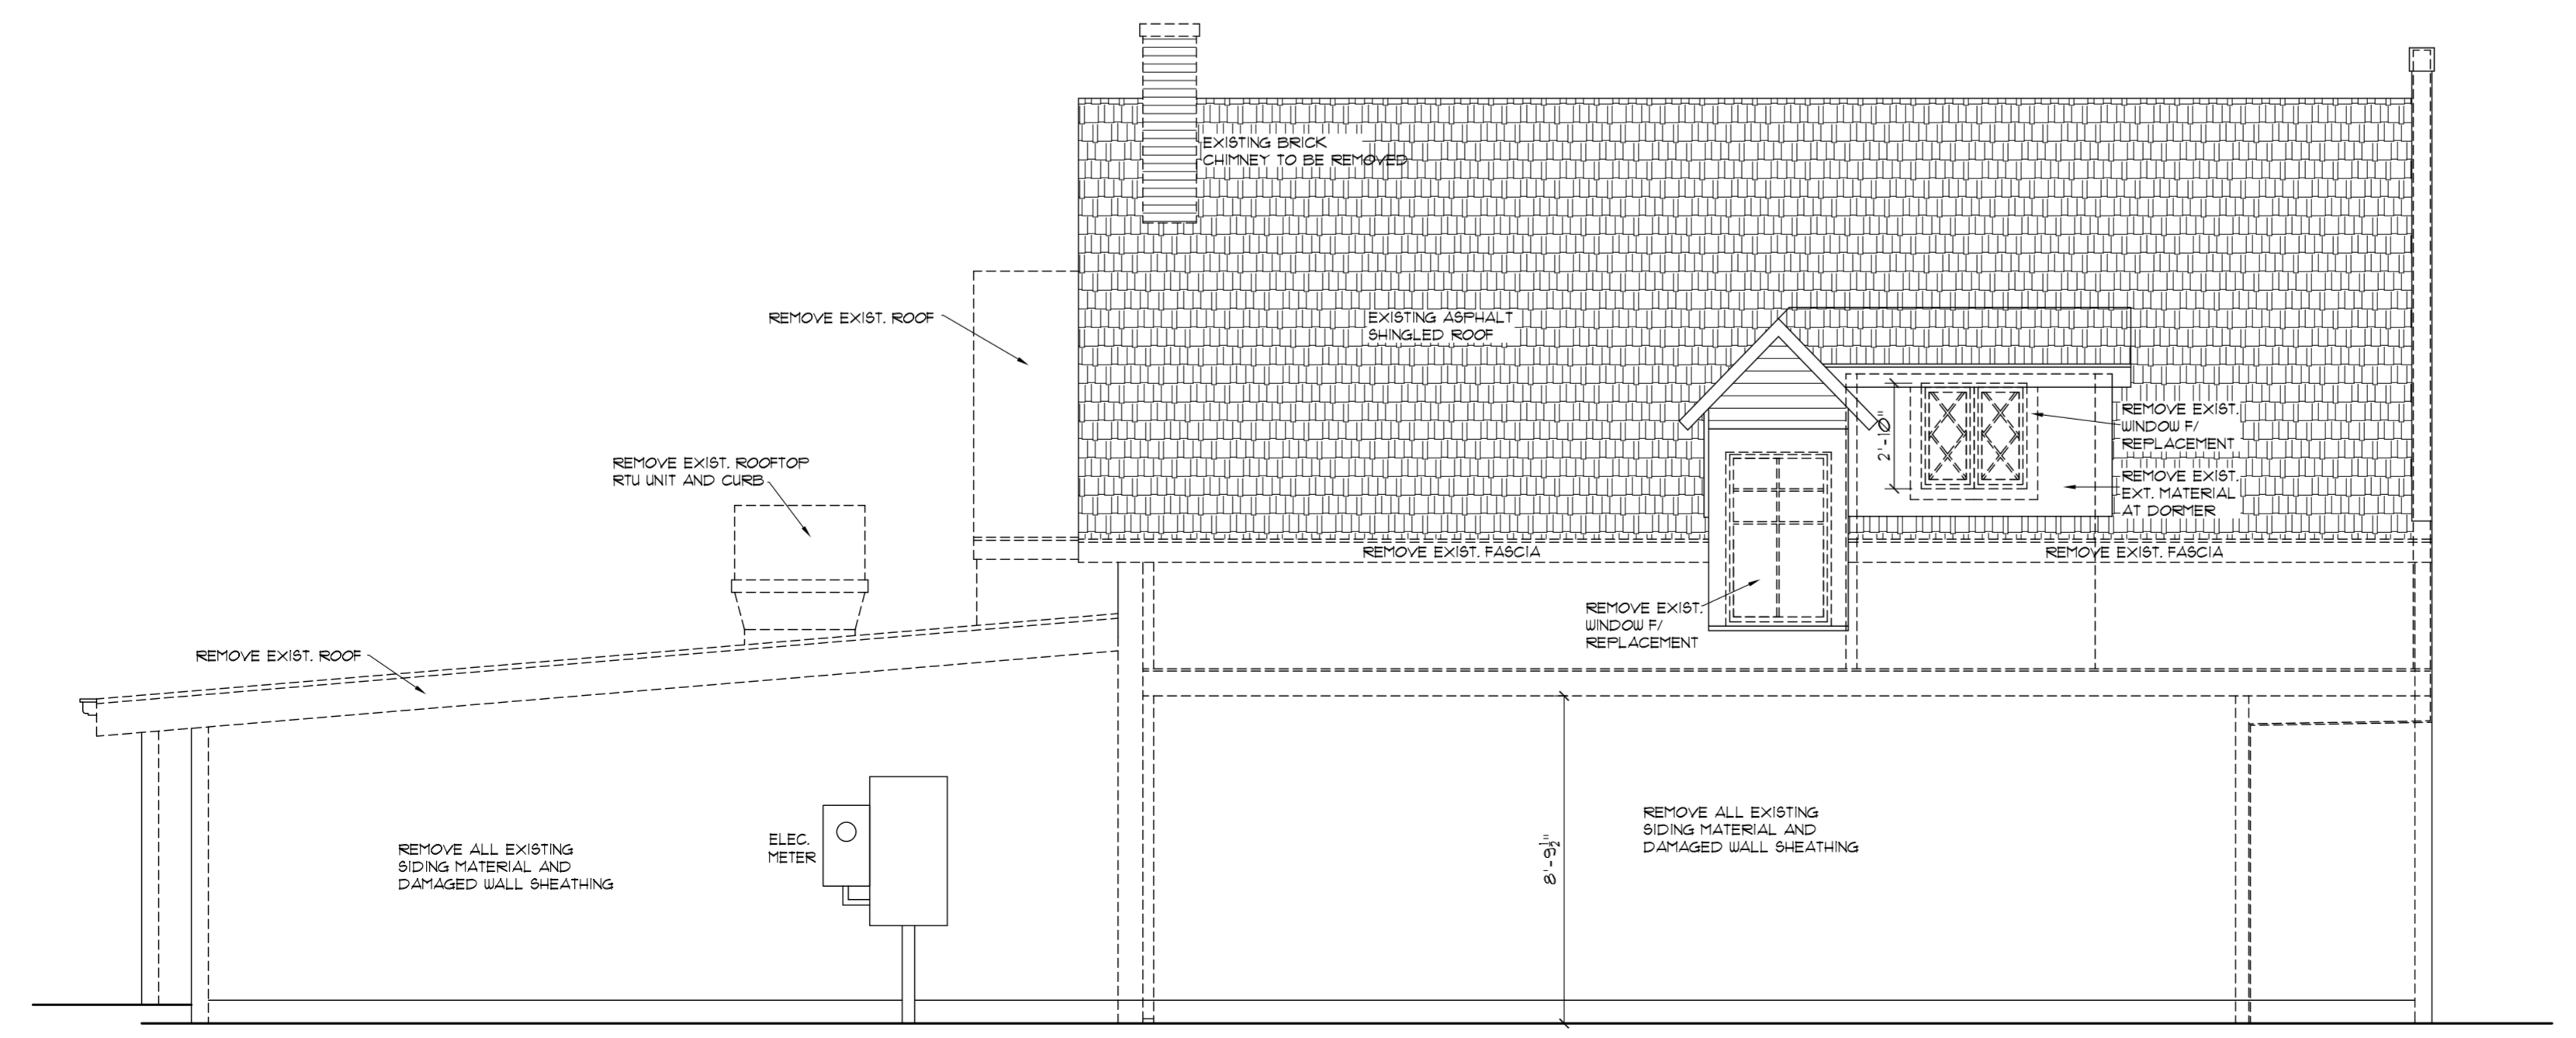 EXISTING BRICK
CHIMNEY TO BE REMOVED
REMOVE EXIST. ROOF
EXISTING ASPHALT
SHINGLED ROOF
2'-10"
REMOVE EXIST.
WINDOW F/
REPLACEMENT
REMOVE EXIST.
EXT. MATERIAL
AT DORMER
REMOVE EXIST. ROOFTOP
RTU UNIT AND CURB
REMOVE EXIST. FASCIA
REMOVE EXIST. FASCIA
REMOVE EXIST.
WINDOW F/
REPLACEMENT
REMOVE EXIST. ROOF
ELEC.
METER
REMOVE ALL EXISTING
SIDING MATERIAL AND
DAMAGED WALL SHEATHING
8'-9½"
REMOVE ALL EXISTING
SIDING MATERIAL AND
DAMAGED WALL SHEATHING